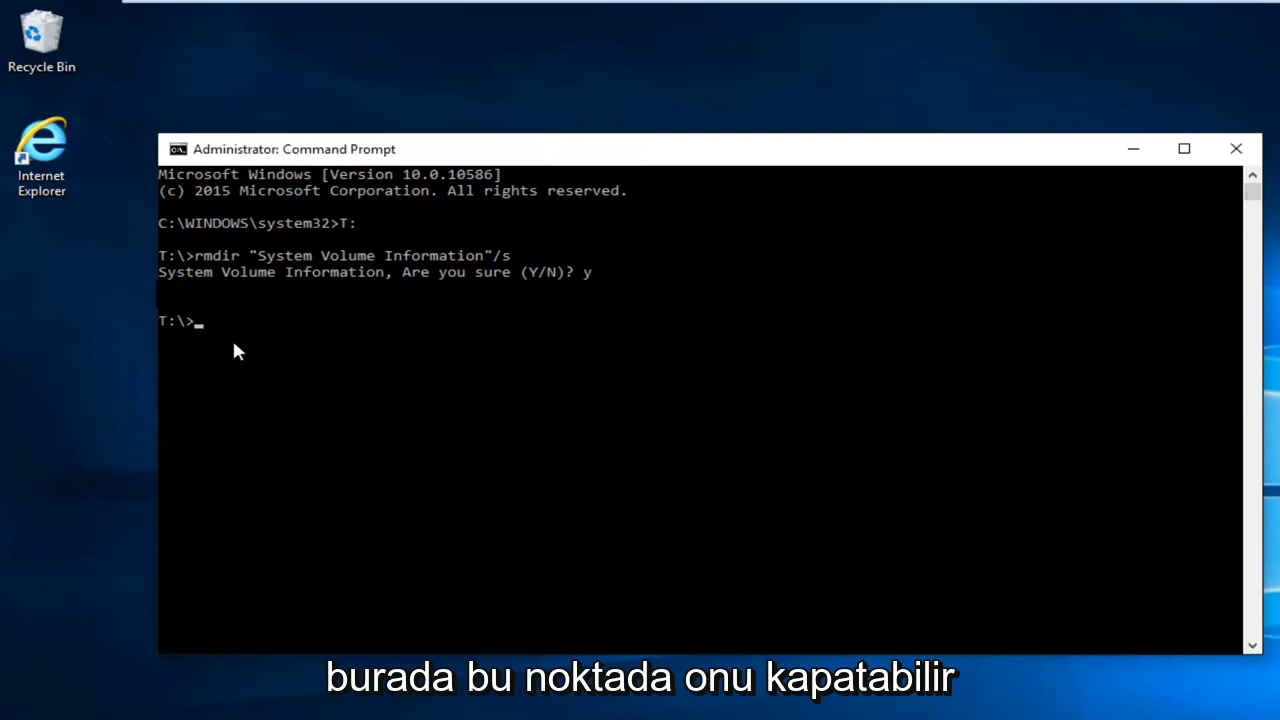 Recycle Bin
Internet
Explorer
Administrator: Command Prompt
Microsoft Windows [Version 10.0.10586]
(c) 2015 Microsoft Corporation. All rights reserved.
C:\WINDOWS\system32>T:
T:\>rmdir "System Volume Information"/s
System Volume Information, Are you sure (Y/N)? y
T:\>
burada bu noktada onu kapatabilir